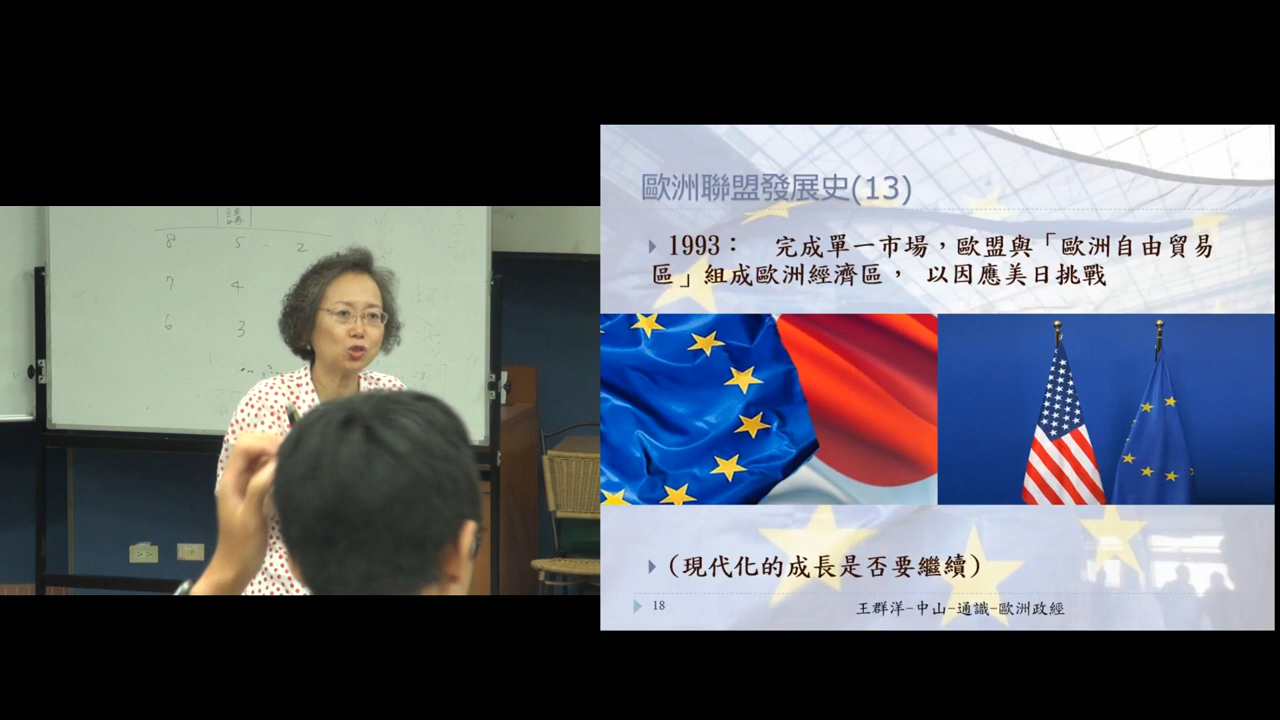 講
8 5 2
7 4
6 3
歐洲聯盟發展史(13)
1993： 完成單一市場，歐盟與「歐洲自由貿易
區」組成歐洲經濟區， 以因應美日挑戰
(現代化的成長是否要繼續)
18
王群洋-中山-通識-歐洲政經